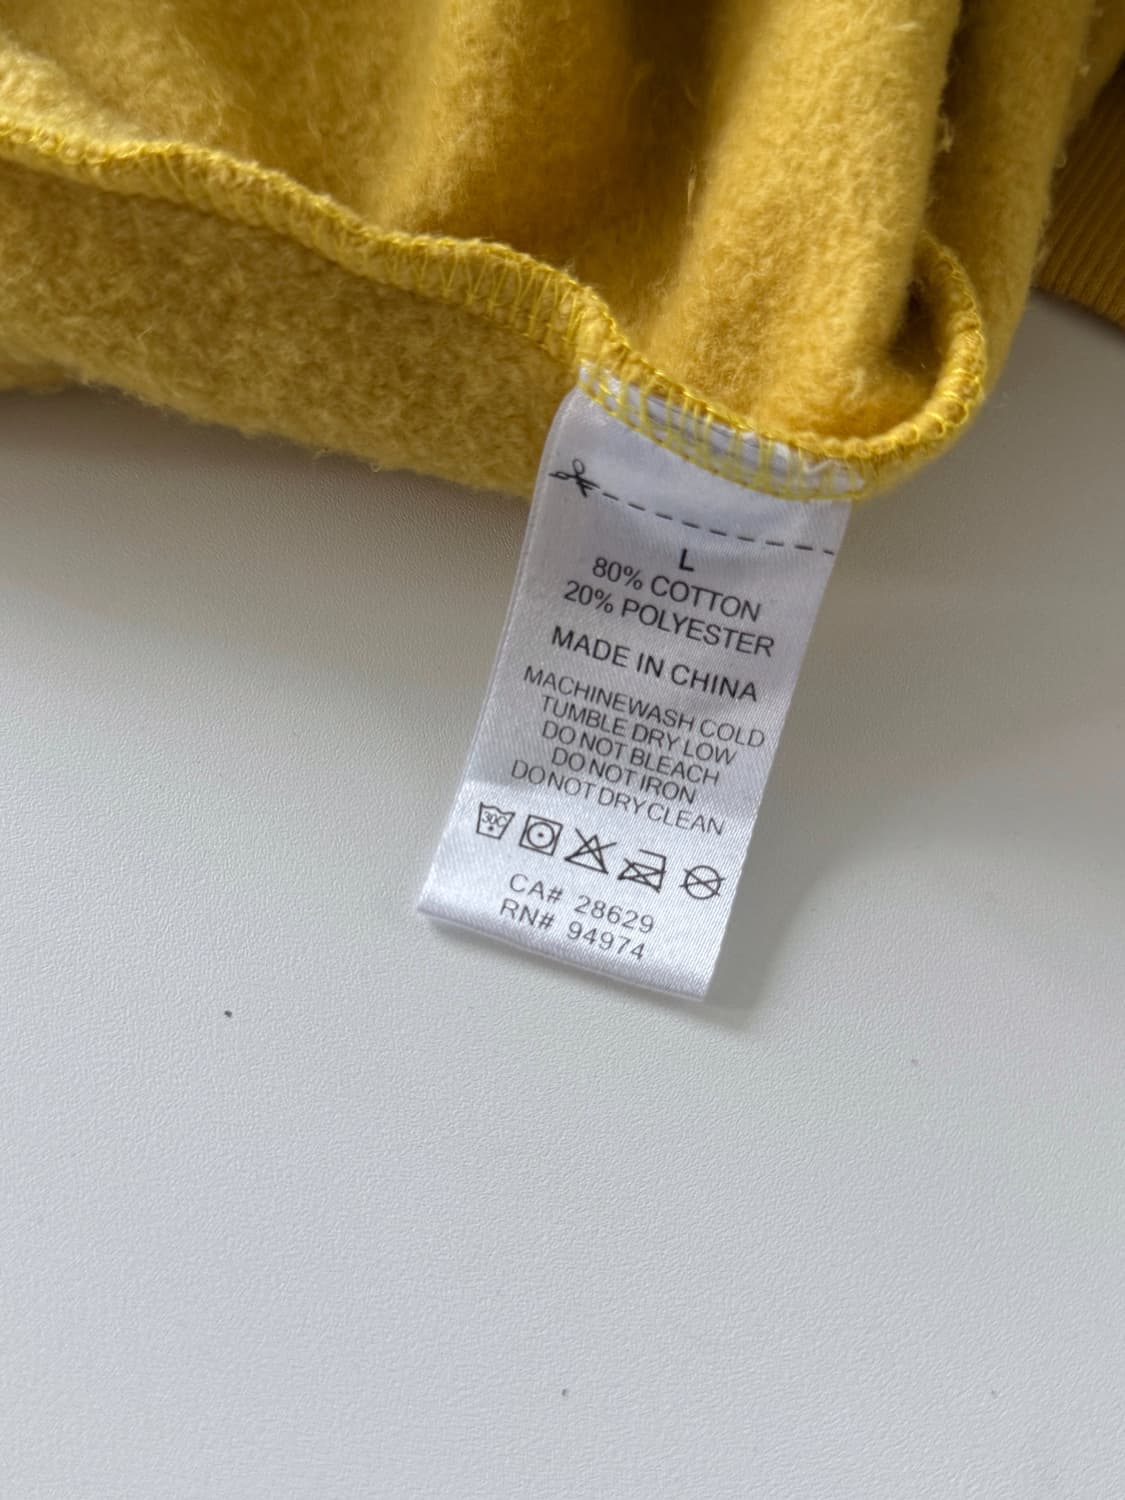 L
80% COTTON
20% POLYESTER
MADE IN CHINA
MACHINEWASH COLD
TUMBLE DRY LOW
DO NOT BLEACH
DO NOT IRON
DO NOT DRY CLEAN
30C
CA# 28629
RN# 94974